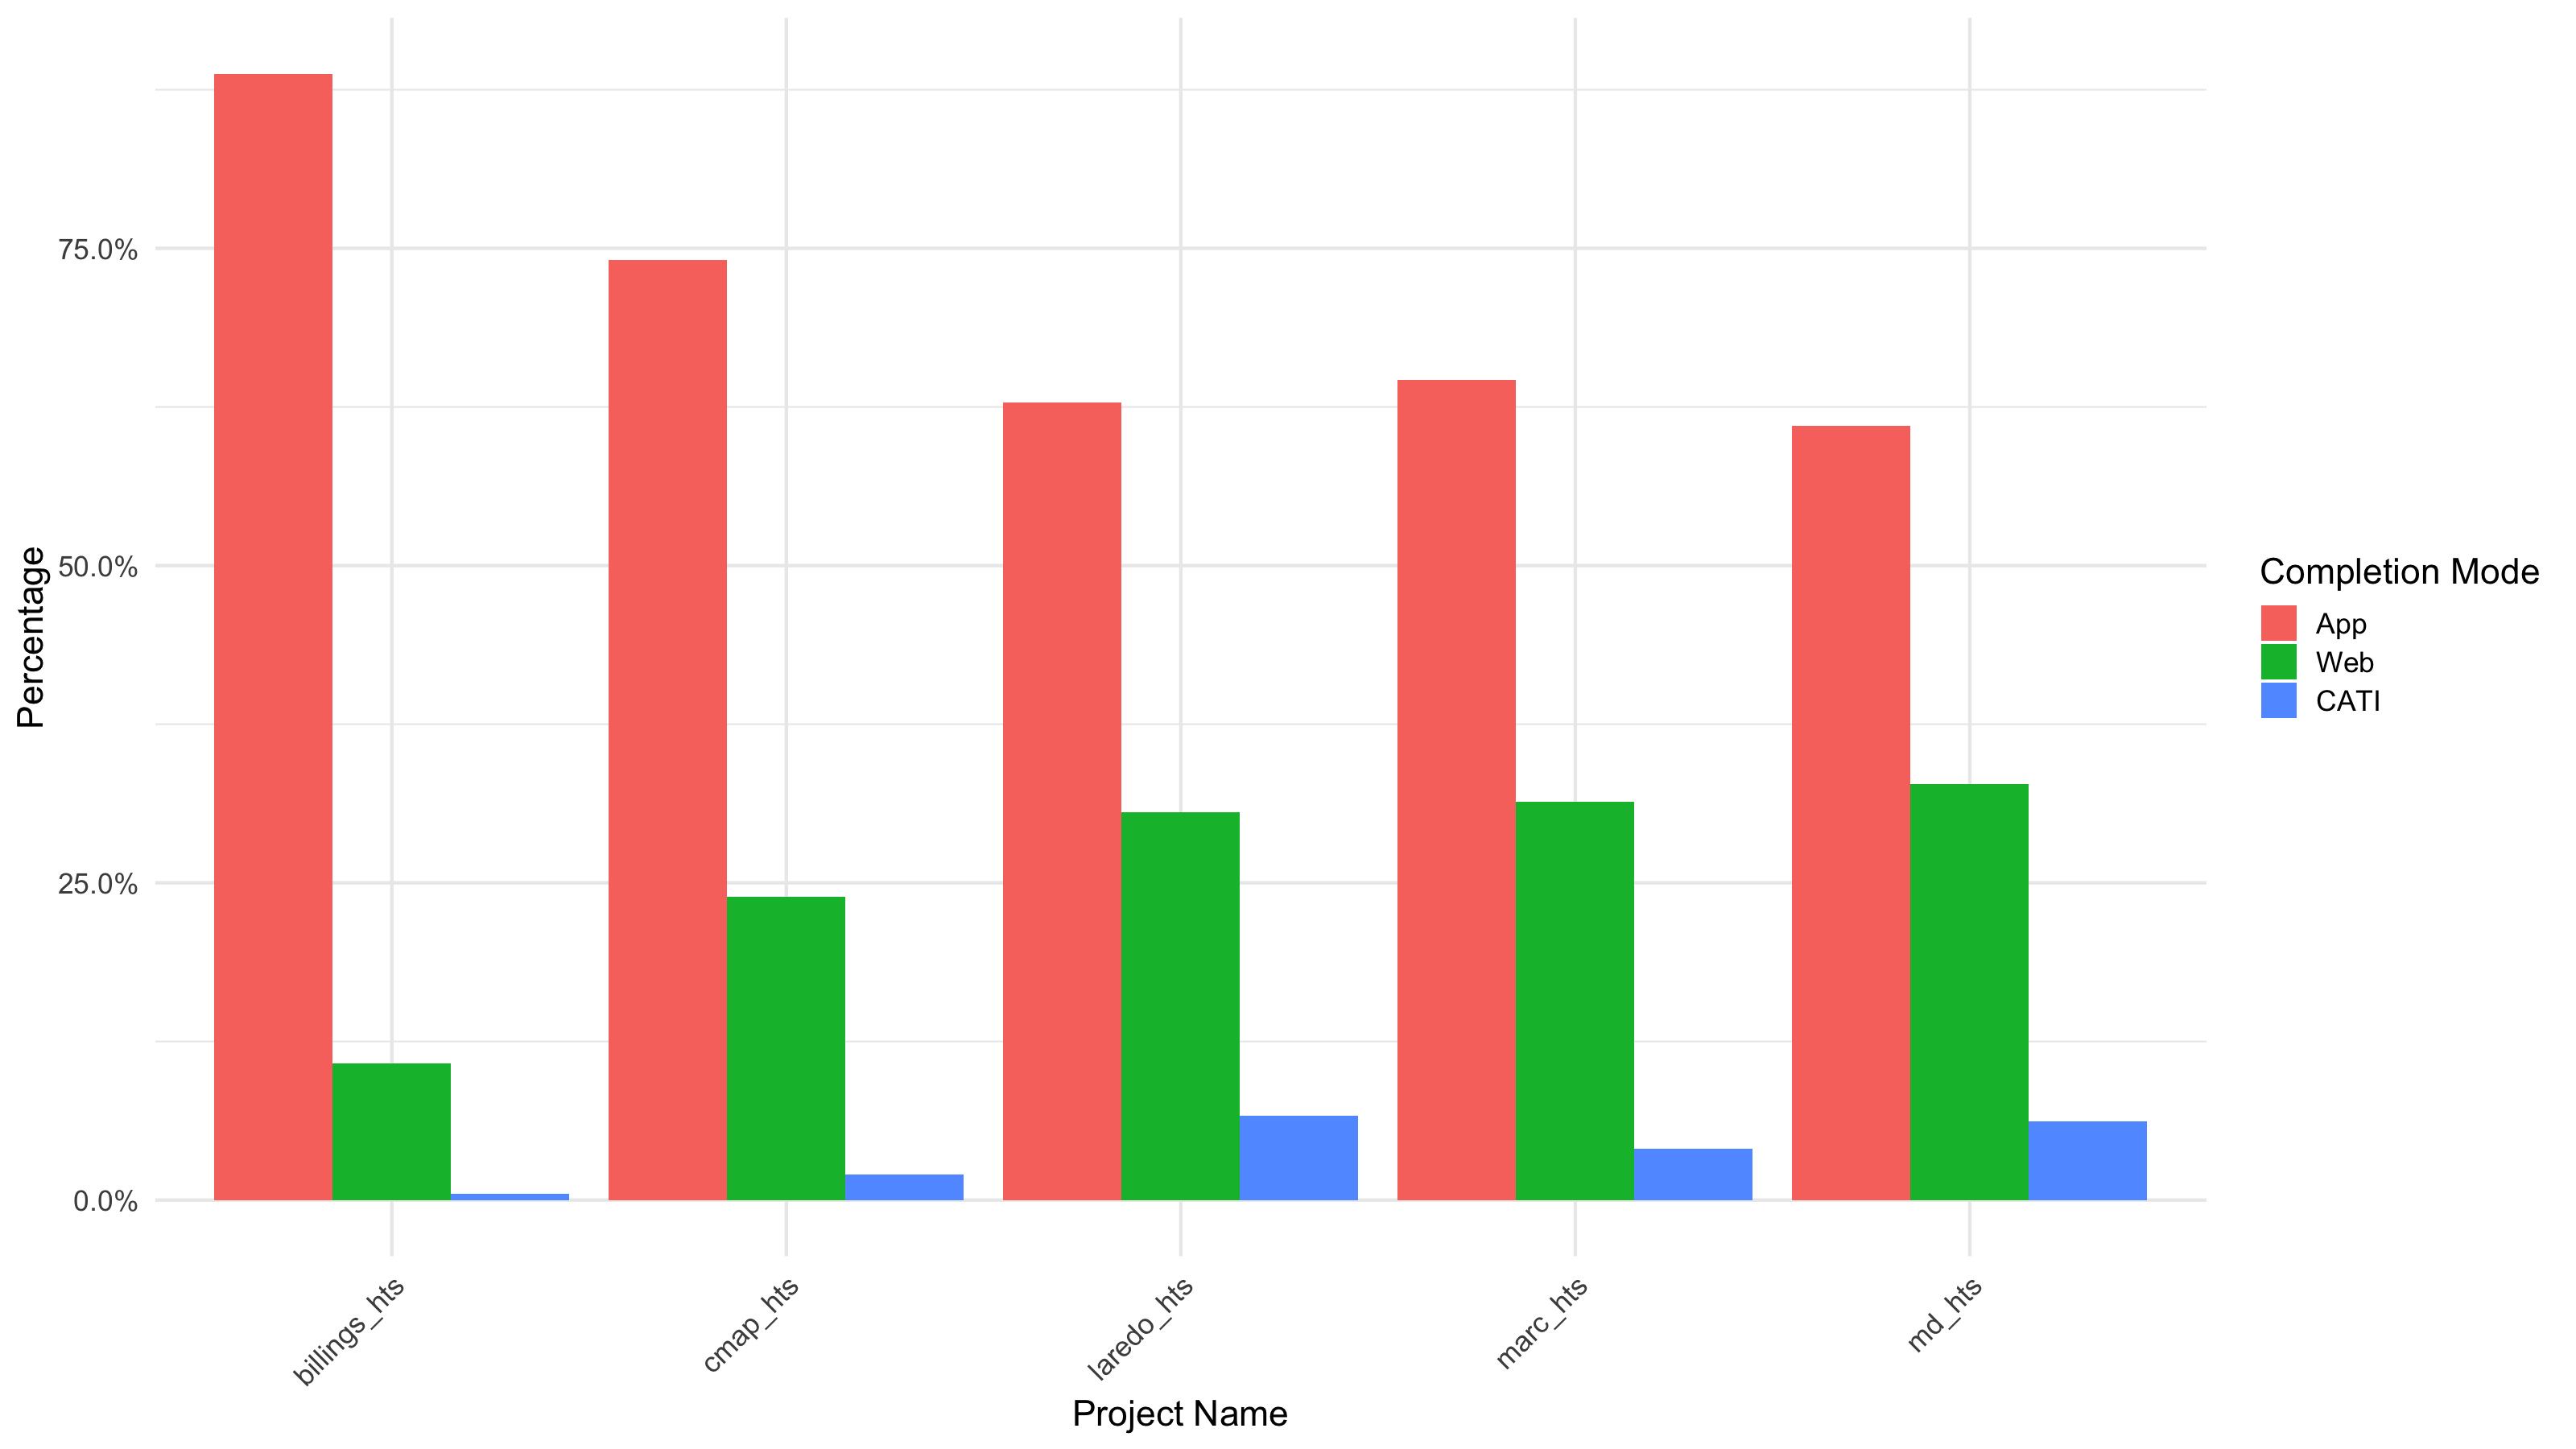 Percentage
75.0%
50.0%
25.0%
0.0%
billings_hts
cmap_hts
laredo_hts
marc_hts
md_hts
Project Name
Completion Mode
App
Web
CATI